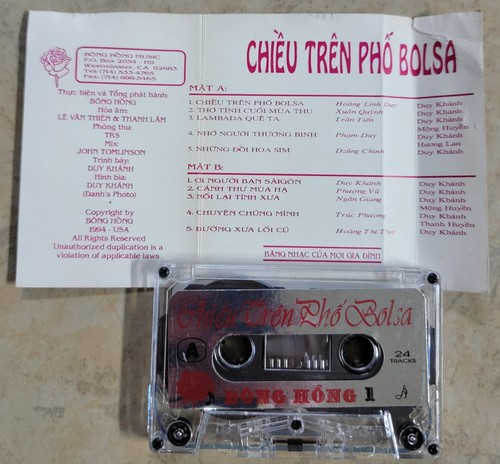 BÔNG HỒNG MUSIC
P.O. Box 2034 - H9
Westminster, CA 92683
Tel: (714) 533-4765
Fax: (714) 898-3465
Thực hiện và Tổng phát hành:
BÔNG HỒNG
Hòa âm:
LÊ VĂN THIỆN & THANH LÂM
Phòng thu:
TRS
Mix:
JOHN TOMLINSON
Trình bày:
DUY KHÁNH
Hình bìa:
DUY KHÁNH
(Danh's Photo)
*
Copyright by
BÔNG HỒNG
1994 - USA
All Rights Reserved
Unauthorized duplication is a
violation of applicable laws
CHIỀU TRÊN PHỐ BOLSA
MẶT A:
1. CHIỀU TRÊN PHỐ BOLSA Hoàng Linh Duy Duy Khánh
2. THƠ TÌNH CUỐI MÙA THU Xuân Quỳnh Duy Khánh
3. LAMBADA QUÊ TA Trần Tiến Duy Khánh
Mộng Huyền
4. NHỚ NGƯỜI THƯƠNG BINH Phạm Duy Duy Khánh
Hương Lan
5. NHỮNG ĐỒI HOA SIM Dzũng Chinh Duy Khánh
MẶT B:
1. ƠI NGƯỜI BẠN SÀIGÒN Duy Khánh Duy Khánh
2. CÁNH THƯ MÙA HẠ Phượng Vũ Duy Khánh
3. NỐI LẠI TÌNH XƯA Ngân Giang Duy Khánh
Mộng Huyền
4. CHUYỆN CHÚNG MÌNH Trúc Phương Duy Khánh
Thanh Huyền
5. ĐƯỜNG XƯA LỐI CŨ Hoàng Thi Thơ Duy Khánh
BĂNG NHẠC CỦA MỌI GIA ĐÌNH
Chiều Trên Phố Bolsa
A
24
TRACKS
BÔNG HỒNG 1